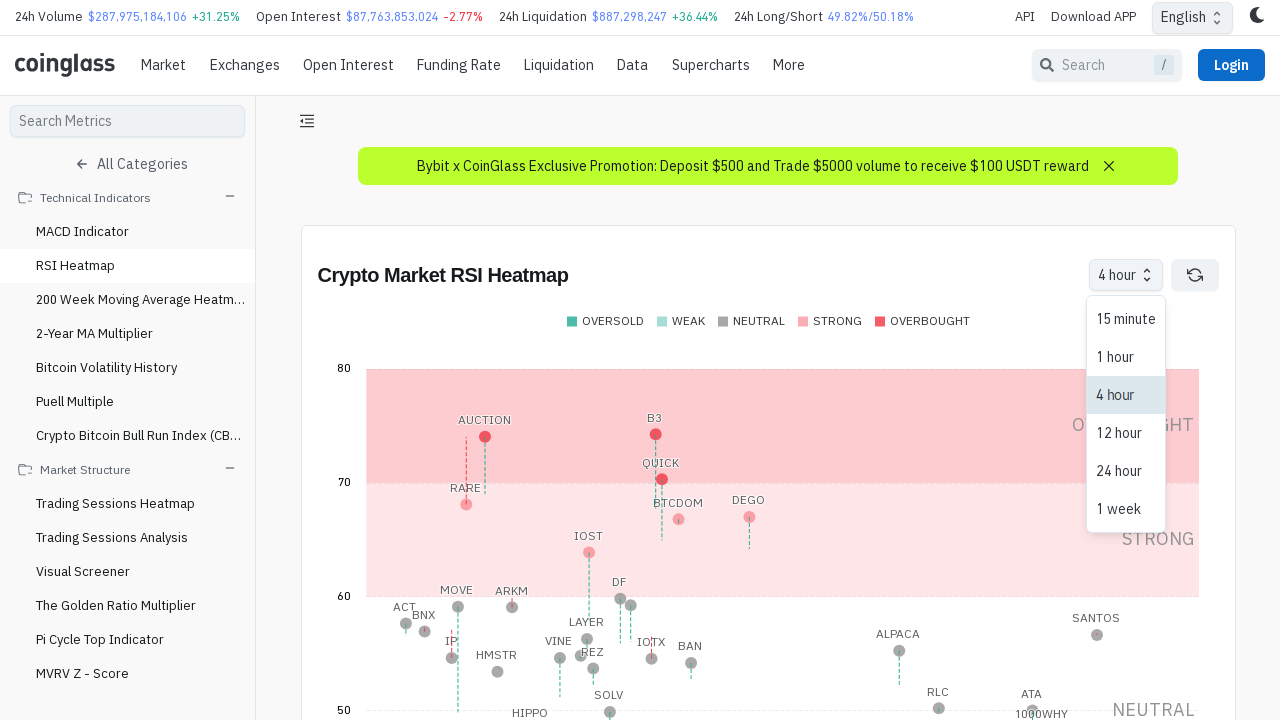 24h Volume $287,975,184,106 +31.25% Open Interest $87,763,853,024 -2.77% 24h Liquidation $887,298,247 +36.44% 24h Long/Short 49.82%/50.18% API Download APP English
coinglass Market Exchanges Open Interest Funding Rate Liquidation Data Supercharts More Search / Login
Search Metrics
All Categories
Technical Indicators
MACD Indicator
RSI Heatmap
200 Week Moving Average Heatm...
2-Year MA Multiplier
Bitcoin Volatility History
Puell Multiple
Crypto Bitcoin Bull Run Index (CB...
Market Structure
Trading Sessions Heatmap
Trading Sessions Analysis
Visual Screener
The Golden Ratio Multiplier
Pi Cycle Top Indicator
MVRV Z - Score
Bybit x CoinGlass Exclusive Promotion: Deposit $500 and Trade $5000 volume to receive $100 USDT reward
Crypto Market RSI Heatmap
4 hour
15 minute
1 hour
4 hour
12 hour
24 hour
1 week
OVERSOLD WEAK NEUTRAL STRONG OVERBOUGHT
80
AUCTION B3
QUICK
70
RARE BTCDOM DEGO
STRONG
IOST
60
MOVE ARKM DF
ACT BNX LAYER SANTOS
IP HMSTR VINE REZ IOTX BAN ALPACA
SOLV RLC ATA
50
HIPPO 1000WHY NEUTRAL